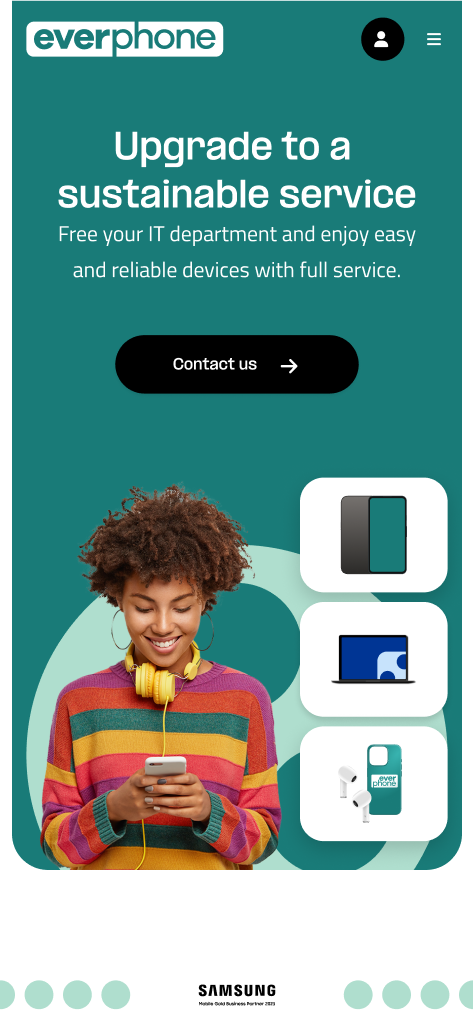 everphone
Upgrade to a
sustainable service
Free your IT department and enjoy easy
and reliable devices with full service.
Contact us
ever
phone
SAMSUNG
Mobile Gold Business Partner 2025